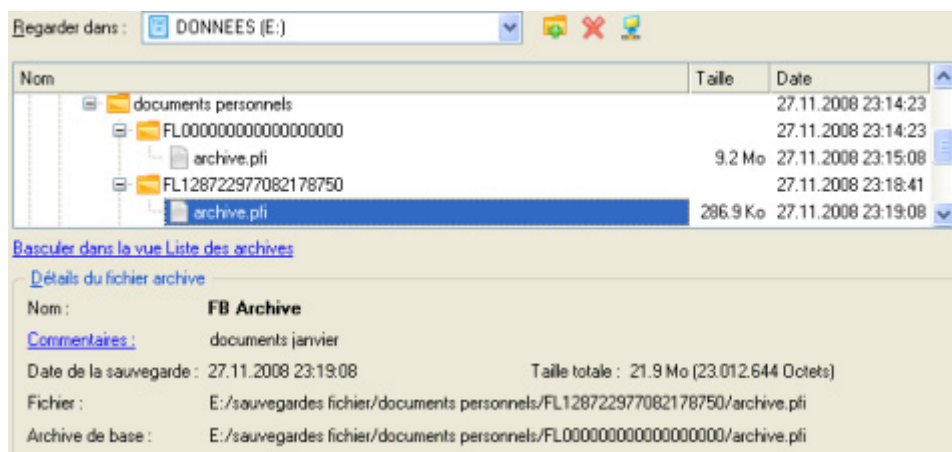 Regarder dans : DONNEES (E:)
Nom Taille Date
documents personnels 27.11.2008 23:14:23
FL000000000000000000 27.11.2008 23:14:23
archive.pfi 9.2 Mo 27.11.2008 23:15:08
FL128722977082178750 27.11.2008 23:18:41
archive.pfi 286.9 Ko 27.11.2008 23:19:08
Basculer dans la vue Liste des archives
Détails du fichier archive
Nom : FB Archive
Commentaires : documents janvier
Date de la sauvegarde : 27.11.2008 23:19:08 Taille totale : 21.9 Mo (23.012.644 Octets)
Fichier : E:/sauvegardes fichier/documents personnels/FL128722977082178750/archive.pfi
Archive de base : E:/sauvegardes fichier/documents personnels/FL000000000000000000/archive.pfi